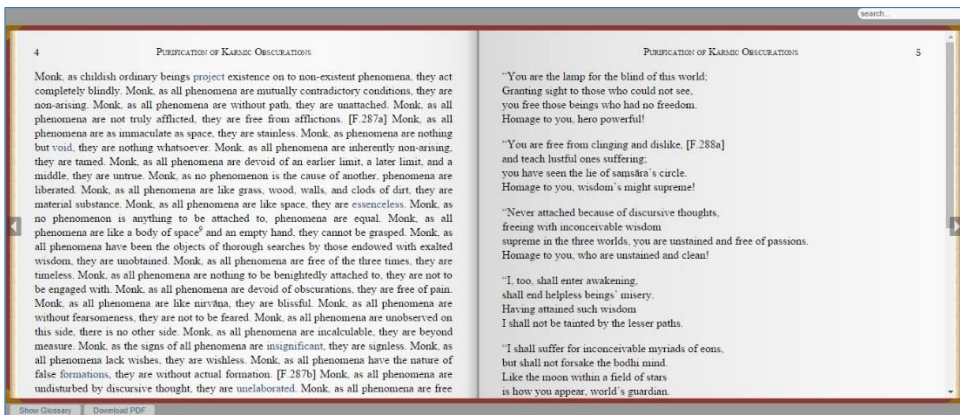 search...
4
PURIFICATION OF KARMIC OBSCURATIONS
Monk, as childish ordinary beings project existence on to non-existent phenomena, they act
completely blindly. Monk, as all phenomena are mutually contradictory conditions, they are
non-arising. Monk, as all phenomena are without path, they are unattached. Monk, as all
phenomena are not truly afflicted, they are free from afflictions. [F.287a] Monk, as all
phenomena are as immaculate as space, they are stainless. Monk, as phenomena are nothing
but void, they are nothing whatsoever. Monk, as all phenomena are inherently non-arising,
they are tamed. Monk, as all phenomena are devoid of an earlier limit, a later limit, and a
middle, they are untrue. Monk, as no phenomenon is the cause of another, phenomena are
liberated. Monk, as all phenomena are like grass, wood, walls, and clods of dirt, they are
material substance. Monk, as all phenomena are like space, they are essenceless. Monk, as
no phenomenon is anything to be attached to, phenomena are equal. Monk, as all
phenomena are like a body of space⁹ and an empty hand, they cannot be grasped. Monk, as
all phenomena have been the objects of thorough searches by those endowed with exalted
wisdom, they are unobtained. Monk, as all phenomena are free of the three times, they are
timeless. Monk, as all phenomena are nothing to be benightedly attached to, they are not to
be engaged with. Monk, as all phenomena are devoid of obscurations, they are free of pain.
Monk, as all phenomena are like nirvāṇa, they are blissful. Monk, as all phenomena are
without fearsomeness, they are not to be feared. Monk, as all phenomena are unobserved on
this side, there is no other side. Monk, as all phenomena are incalculable, they are beyond
measure. Monk, as the signs of all phenomena are insignificant, they are signless. Monk, as
all phenomena lack wishes, they are wishless. Monk, as all phenomena have the nature of
false formations, they are without actual formation. [F.287b] Monk, as all phenomena are
undisturbed by discursive thought, they are unelaborated. Monk, as all phenomena are free
PURIFICATION OF KARMIC OBSCURATIONS
5
“You are the lamp for the blind of this world;
Granting sight to those who could not see,
you free those beings who had no freedom.
Homage to you, hero powerful!
“You are free from clinging and dislike, [F.288a]
and teach lustful ones suffering;
you have seen the lie of saṃsāra’s circle.
Homage to you, wisdom’s might supreme!
“Never attached because of discursive thoughts,
freeing with inconceivable wisdom
supreme in the three worlds, you are unstained and free of passions.
Homage to you, who are unstained and clean!
“I, too, shall enter awakening,
shall end helpless beings’ misery.
Having attained such wisdom
I shall not be tainted by the lesser paths.
“I shall suffer for inconceivable myriads of eons,
but shall not forsake the bodhi mind.
Like the moon within a field of stars
is how you appear, world’s guardian.
Show Glossary
Download PDF